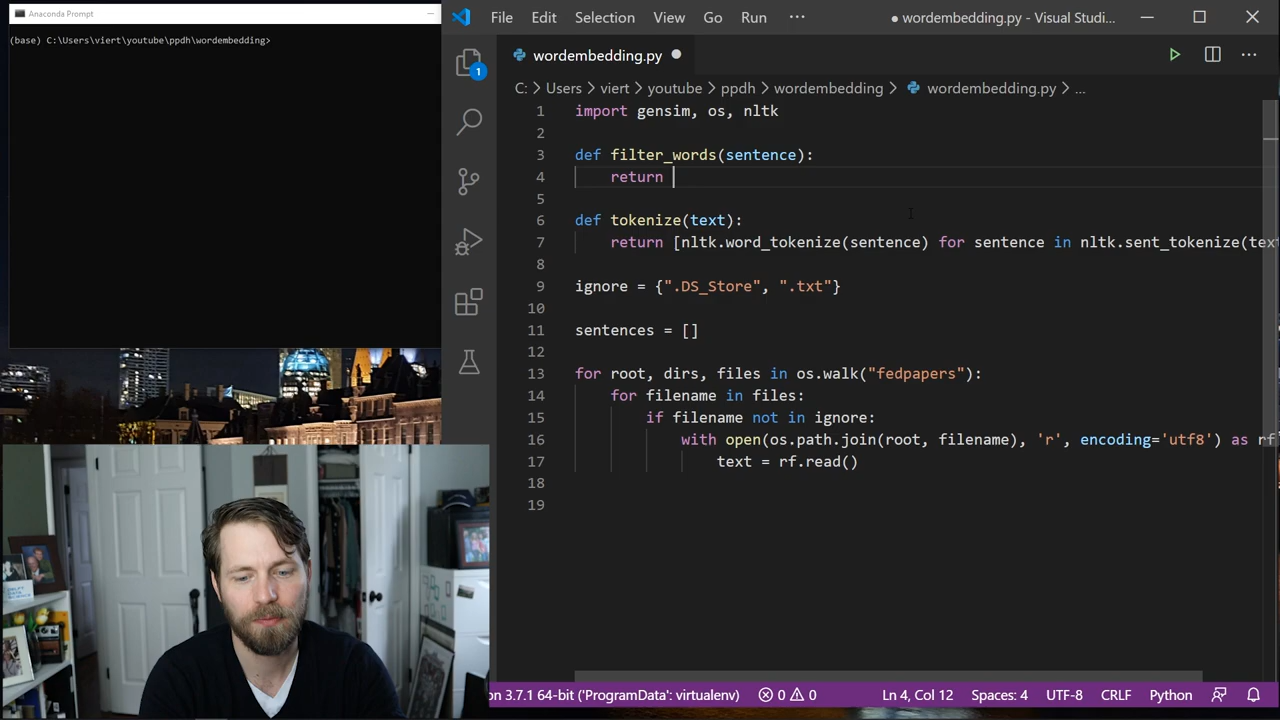 Anaconda Prompt
(base) C:\Users\viert\youtube\ppdh\wordembedding>
File Edit Selection View Go Run ··· ● wordembedding.py - Visual Studi...
wordembedding.py
1
C: > Users > viert > youtube > ppdh > wordembedding > wordembedding.py > ...
1 import gensim, os, nltk
2
3 def filter_words(sentence):
4 return
5
6 def tokenize(text):
7 return [nltk.word_tokenize(sentence) for sentence in nltk.sent_tokenize(tex
8
9 ignore = {".DS_Store", ".txt"}
10
11 sentences = []
12
13 for root, dirs, files in os.walk("fedpapers"):
14 for filename in files:
15 if filename not in ignore:
16 with open(os.path.join(root, filename), 'r', encoding='utf8') as rf
17 text = rf.read()
18
19
on 3.7.1 64-bit ('ProgramData': virtualenv) 0 0 Ln 4, Col 12 Spaces: 4 UTF-8 CRLF Python